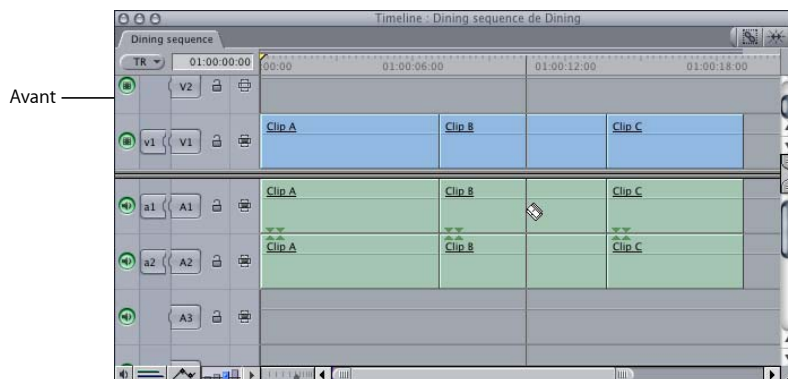 Timeline : Dining sequence de Dining
Dining sequence
TR 01:00:00:00 00:00 01:00:06:00 01:00:12:00 01:00:18:00
Avant
V2
v1 V1 Clip A Clip B Clip C
a1 A1 Clip A Clip B Clip C
a2 A2 Clip A Clip B Clip C
A3